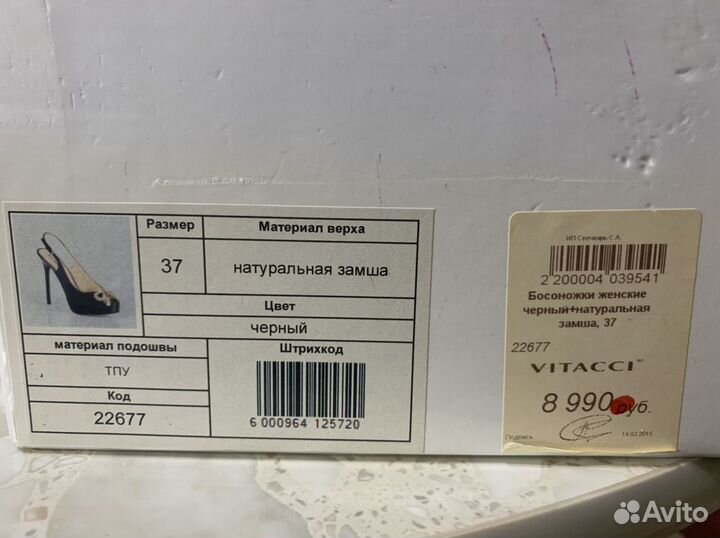 Размер
Материал верха
37
натуральная замша
Цвет
черный
материал подошвы
Штрихкод
ТПУ
Код
22677
6 000964 125720
ИП Свечкарь С.А.
2 200004 039541
Босоножки женские
черный+натуральная
замша, 37
22677
VITACCI
8 990 руб.
Подпись
14.03.2015
Avito